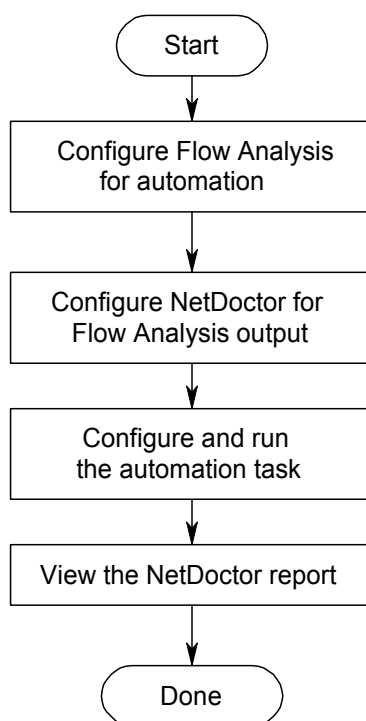 Start
Configure Flow Analysis
for automation
Configure NetDoctor for
Flow Analysis output
Configure and run
the automation task
View the NetDoctor report
Done